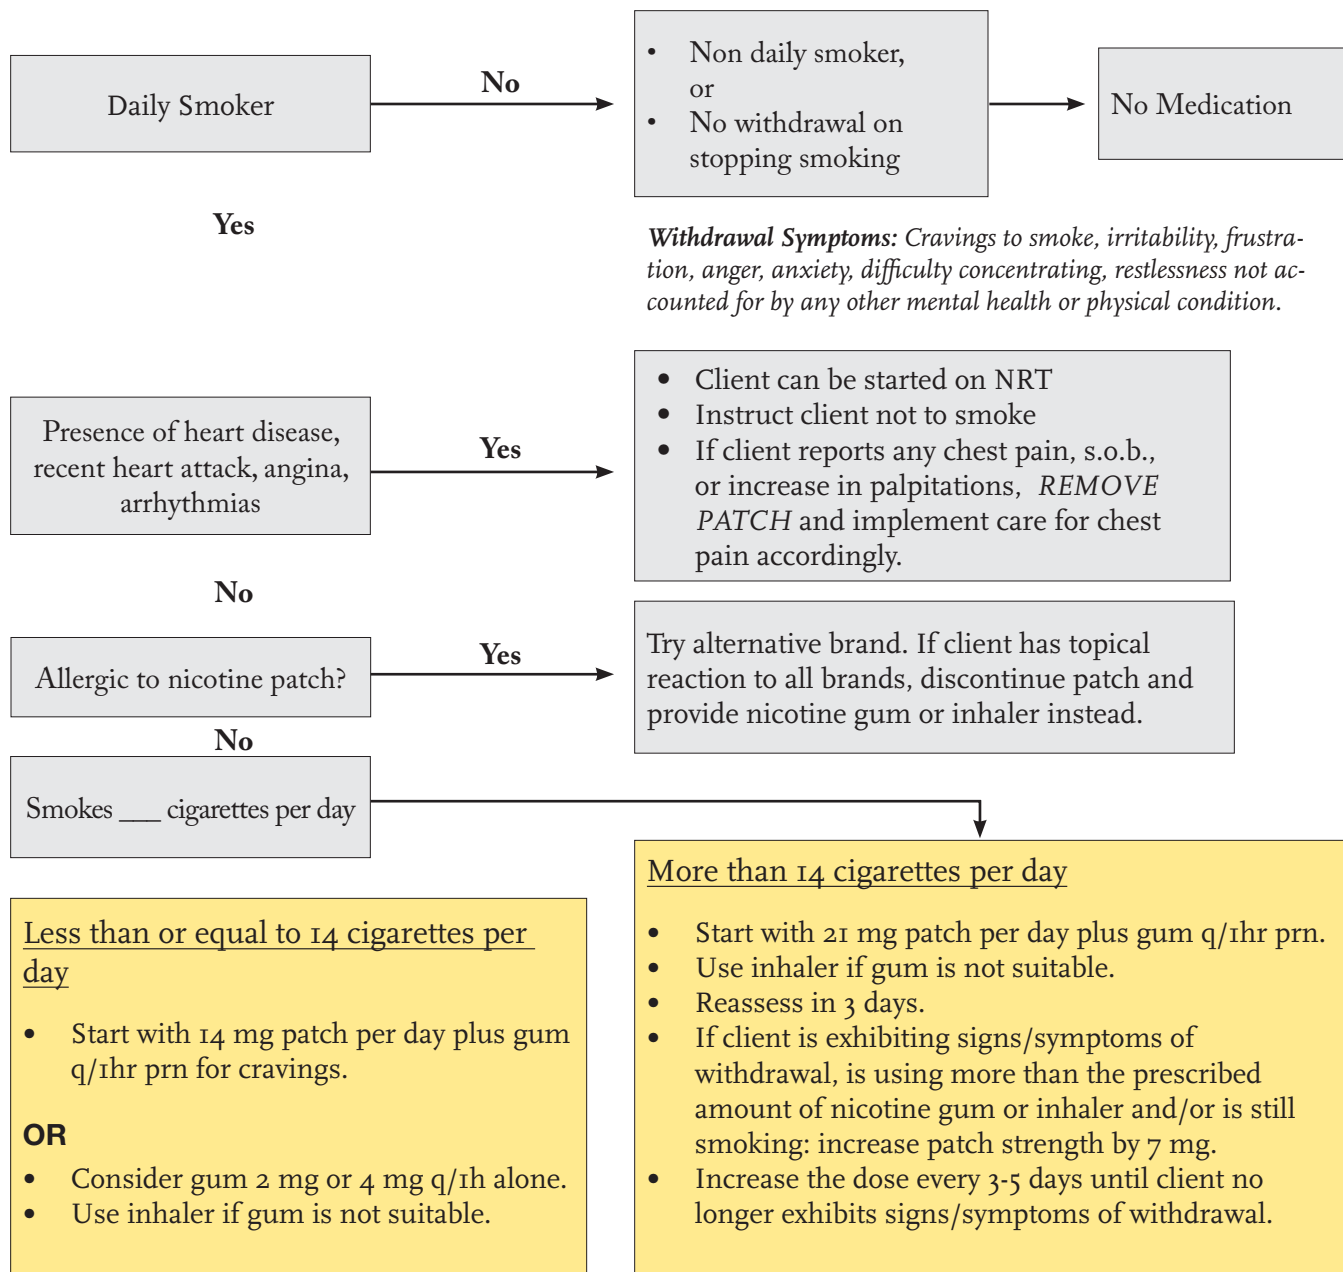 Daily Smoker
No
• Non daily smoker,
or
• No withdrawal on
stopping smoking
No Medication
Yes
Withdrawal Symptoms: Cravings to smoke, irritability, frustra-
tion, anger, anxiety, difficulty concentrating, restlessness not ac-
counted for by any other mental health or physical condition.
Presence of heart disease,
recent heart attack, angina,
arrhythmias
Yes
• Client can be started on NRT
• Instruct client not to smoke
• If client reports any chest pain, s.o.b.,
or increase in palpitations, REMOVE
PATCH and implement care for chest
pain accordingly.
No
Allergic to nicotine patch?
Yes
Try alternative brand. If client has topical
reaction to all brands, discontinue patch and
provide nicotine gum or inhaler instead.
No
Smokes ___ cigarettes per day
Less than or equal to 14 cigarettes per
day
• Start with 14 mg patch per day plus gum
q/1hr prn for cravings.
OR
• Consider gum 2 mg or 4 mg q/1h alone.
• Use inhaler if gum is not suitable.
More than 14 cigarettes per day
• Start with 21 mg patch per day plus gum q/1hr prn.
• Use inhaler if gum is not suitable.
• Reassess in 3 days.
• If client is exhibiting signs/symptoms of
withdrawal, is using more than the prescribed
amount of nicotine gum or inhaler and/or is still
smoking: increase patch strength by 7 mg.
• Increase the dose every 3-5 days until client no
longer exhibits signs/symptoms of withdrawal.